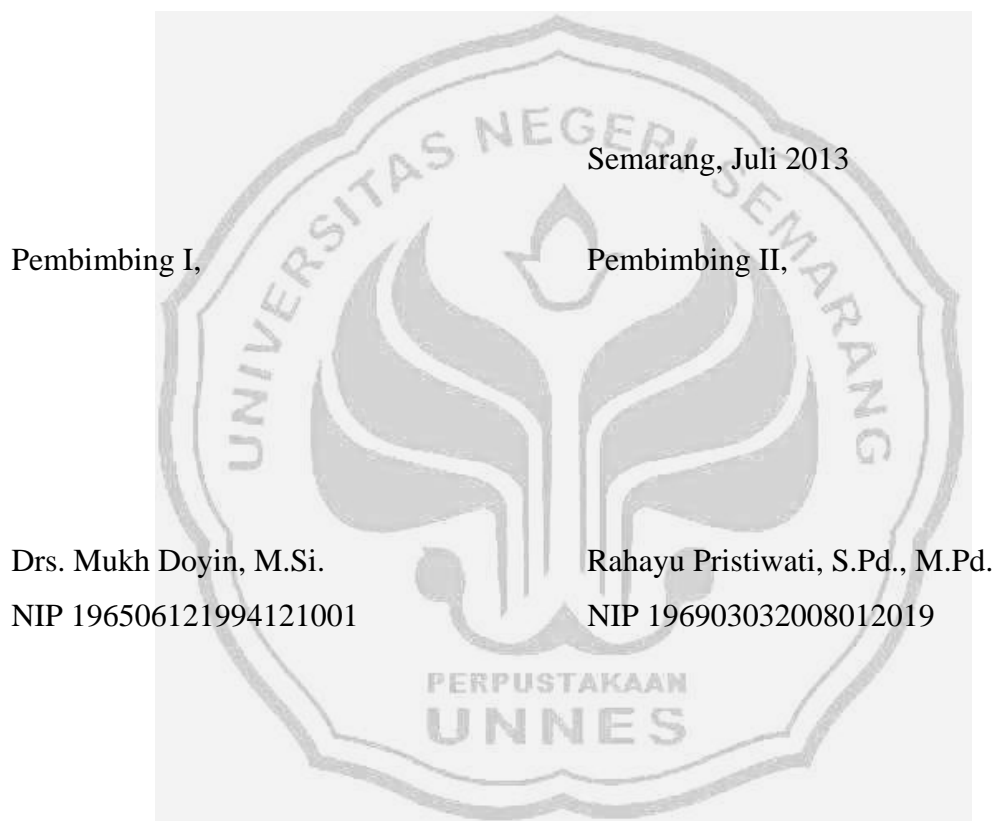 UNIVERSITAS NEGERI SEMARANG
Semarang, Juli 2013
Pembimbing I, Pembimbing II,
Drs. Mukh Doyin, M.Si. Rahayu Pristiwati, S.Pd., M.Pd.
NIP 196506121994121001 NIP 196903032008012019
PERPUSTAKAAN
UNNES